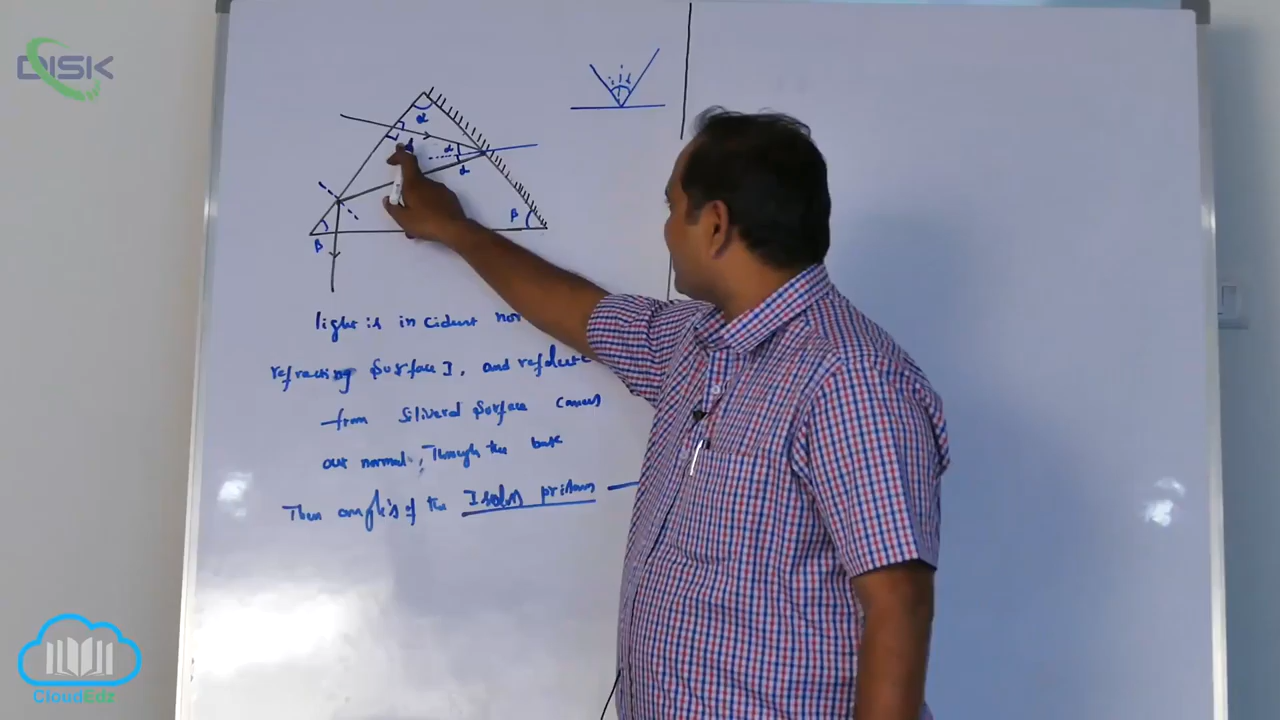 DISK
α
α
α
α
i
β
β
light is incident nor
refracting Surface I, and reflect
from Silvered Surface comes
out normal, Through the base
Then angle's of the Isoles prism
CloudEdz